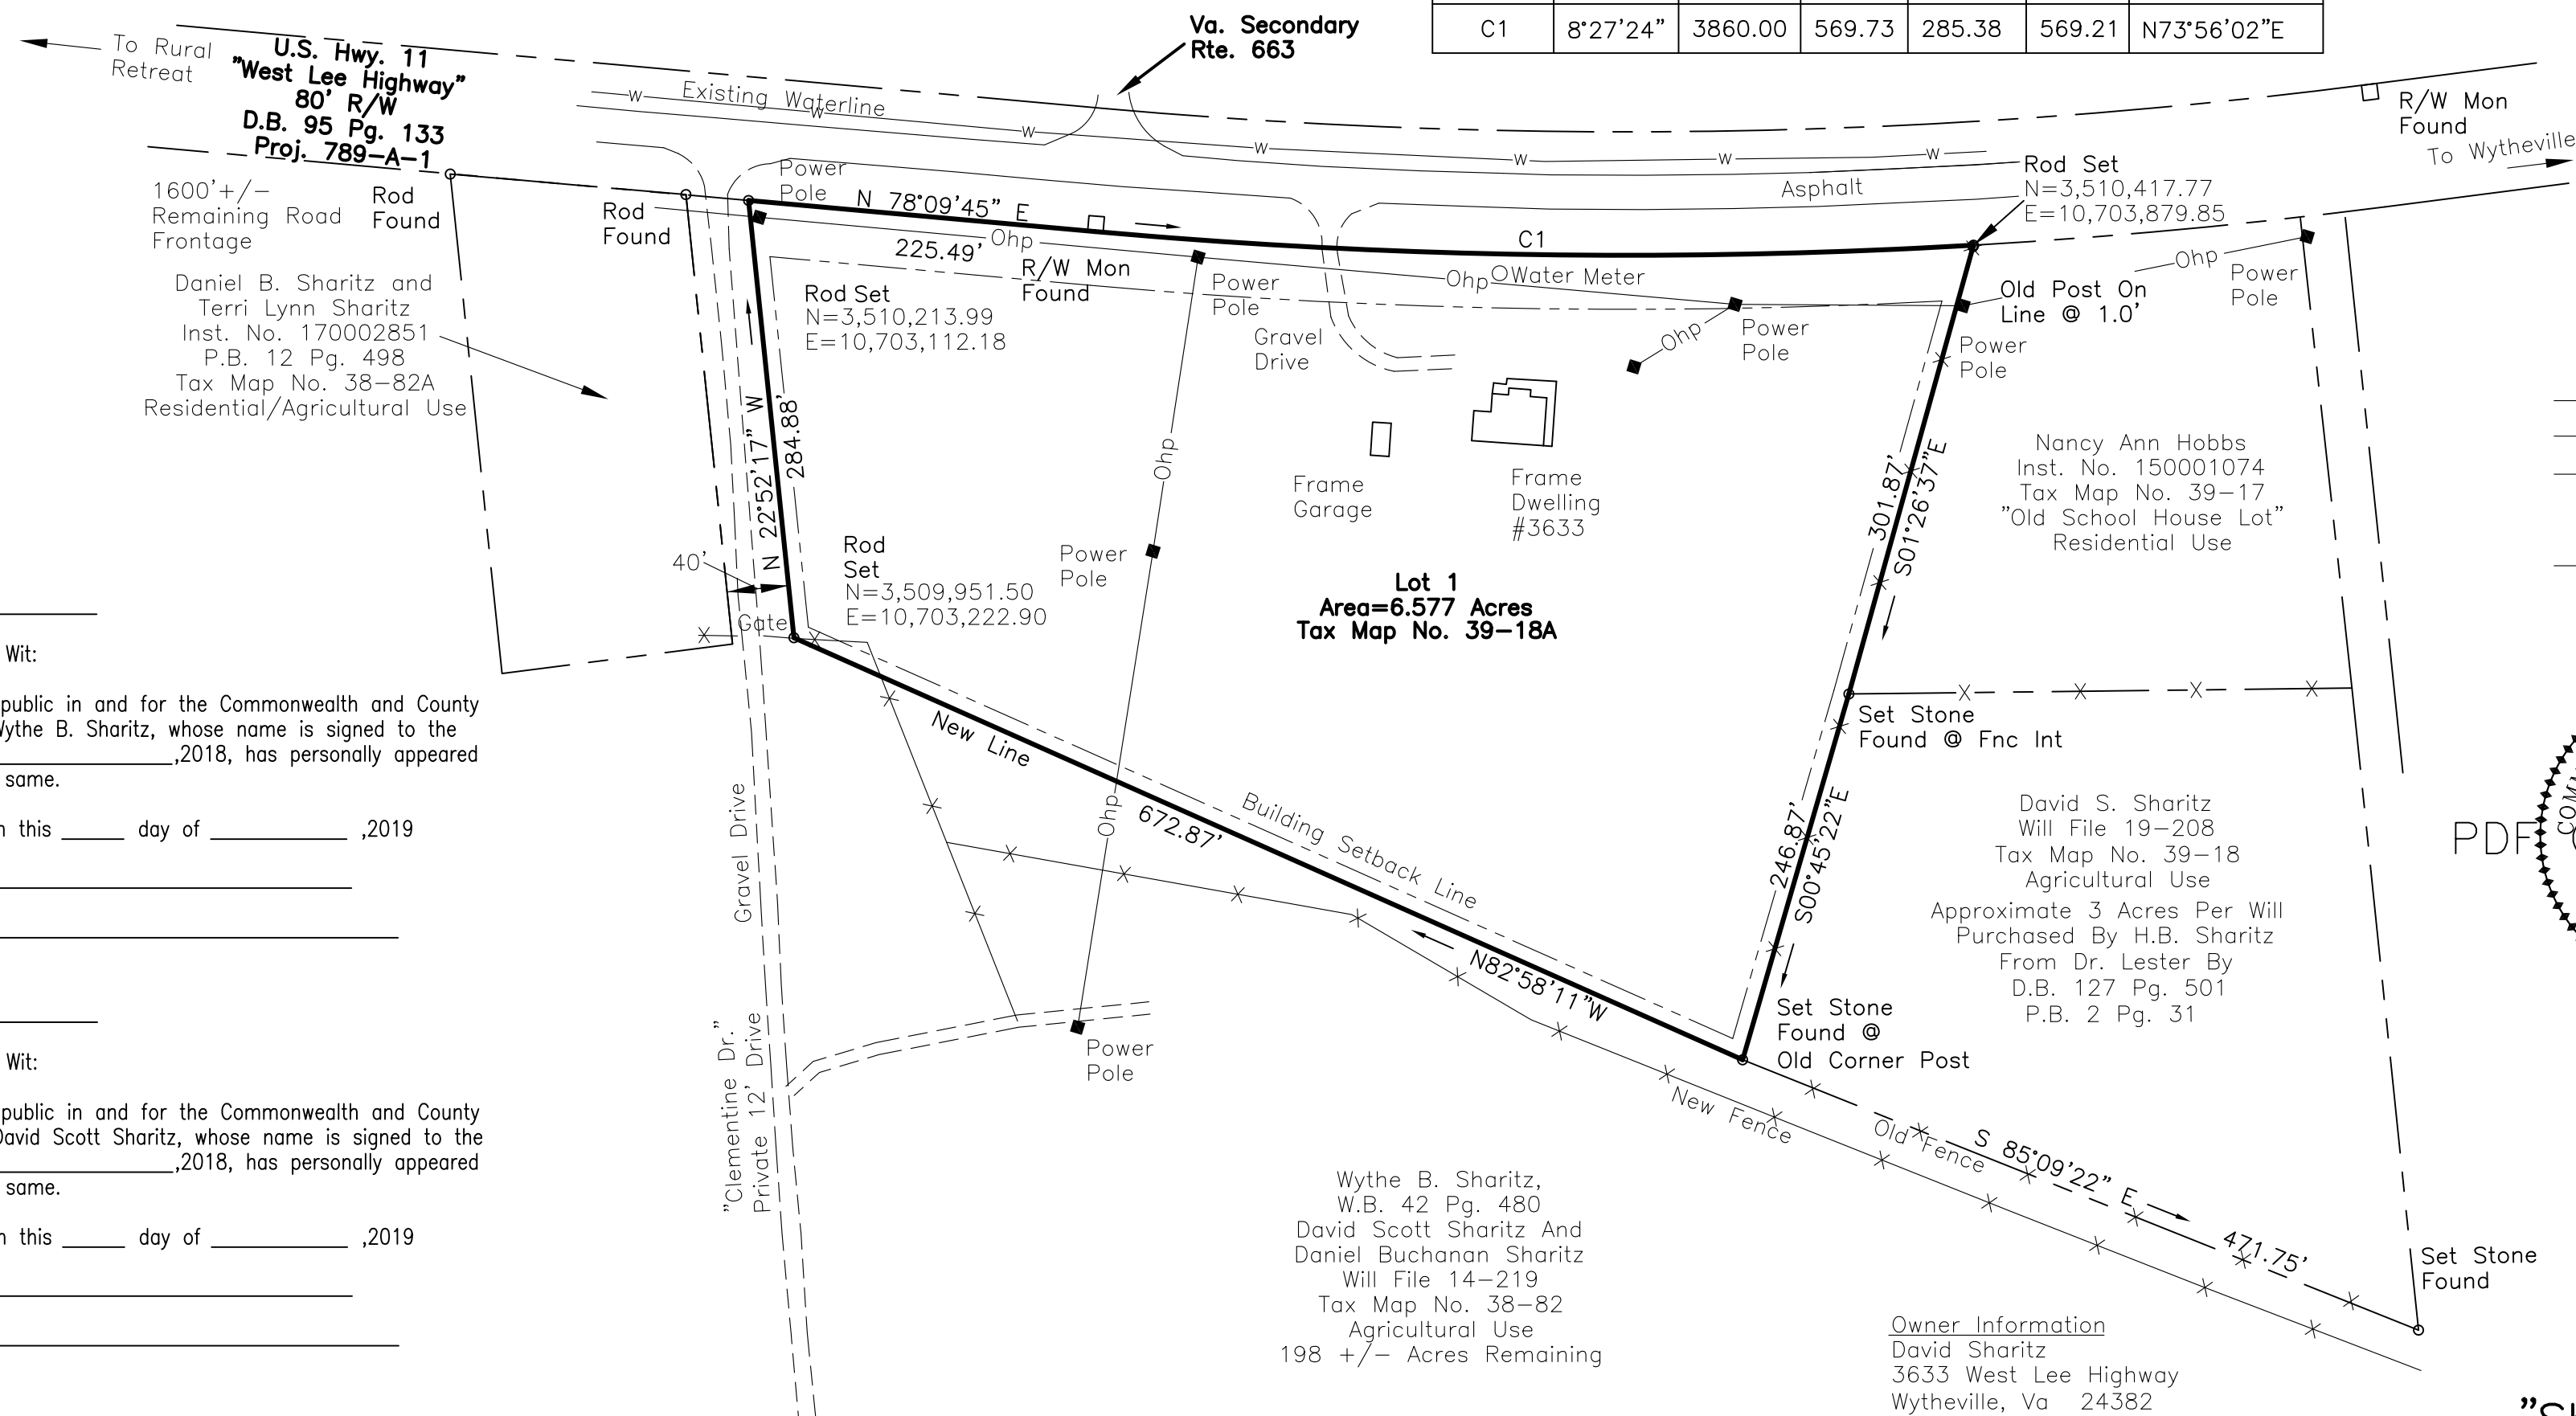 C1 8°27'24" 3860.00 569.73 285.38 569.21 N73°56'02"E
To Rural
Retreat
U.S. Hwy. 11
"West Lee Highway"
80' R/W
D.B. 95 Pg. 133
Proj. 789-A-1
Va. Secondary
Rte. 663
Existing Waterline
W
W
W
W
W
W
W
R/W Mon
Found
To Wytheville
1600'+/-
Remaining Road
Frontage
Rod
Found
Rod
Found
Power
Pole
N 78°09'45" E
225.49'
Ohp
R/W Mon
Found
C1
Asphalt
Rod Set
N=3,510,417.77
E=10,703,879.85
Ohp
Power
Pole
Old Post On
Line @ 1.0'
Power
Pole
Ohp
Water Meter
Power
Pole
Gravel
Drive
Ohp
Power
Pole
Daniel B. Sharitz and
Terri Lynn Sharitz
Inst. No. 170002851
P.B. 12 Pg. 498
Tax Map No. 38-82A
Residential/Agricultural Use
Rod Set
N=3,510,213.99
E=10,703,112.18
N 22°52'17" W
284.88'
Ohp
Frame
Garage
Frame
Dwelling
#3633
301.87'
S01°26'37"E
Nancy Ann Hobbs
Inst. No. 150001074
Tax Map No. 39-17
"Old School House Lot"
Residential Use
40'
Gate
Rod
Set
N=3,509,951.50
E=10,703,222.90
Power
Pole
Lot 1
Area=6.577 Acres
Tax Map No. 39-18A
Set Stone
Found @ Fnc Int
New Line
672.87'
Ohp
Building Setback Line
N82°58'11"W
246.87'
S00°45'22"E
David S. Sharitz
Will File 19-208
Tax Map No. 39-18
Agricultural Use
Approximate 3 Acres Per Will
Purchased By H.B. Sharitz
From Dr. Lester By
D.B. 127 Pg. 501
P.B. 2 Pg. 31
PDF
COM
Gravel Drive
"Clementine Dr."
Private 12' Drive
Power
Pole
Set Stone
Found @
Old Corner Post
New Fence
Old Fence
S 85°09'22" E
471.75'
Set Stone
Found
Wythe B. Sharitz,
W.B. 42 Pg. 480
David Scott Sharitz And
Daniel Buchanan Sharitz
Will File 14-219
Tax Map No. 38-82
Agricultural Use
198 +/- Acres Remaining
Owner Information
David Sharitz
3633 West Lee Highway
Wytheville, Va 24382
Wit:
public in and for the Commonwealth and County
Wythe B. Sharitz, whose name is signed to the
,2018, has personally appeared
same.
this _____ day of __________ ,2019
Wit:
public in and for the Commonwealth and County
David Scott Sharitz, whose name is signed to the
,2018, has personally appeared
same.
this _____ day of __________ ,2019